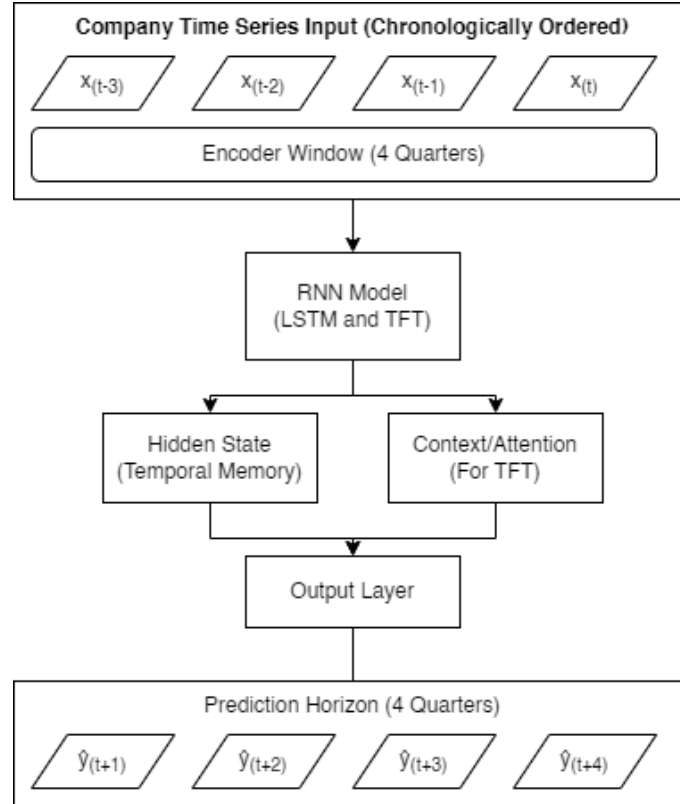 Company Time Series Input (Chronologically Ordered)
x(t-3) x(t-2) x(t-1) x(t)
Encoder Window (4 Quarters)
RNN Model
(LSTM and TFT)
Hidden State
(Temporal Memory)
Context/Attention
(For TFT)
Output Layer
Prediction Horizon (4 Quarters)
ŷ(t+1) ŷ(t+2) ŷ(t+3) ŷ(t+4)